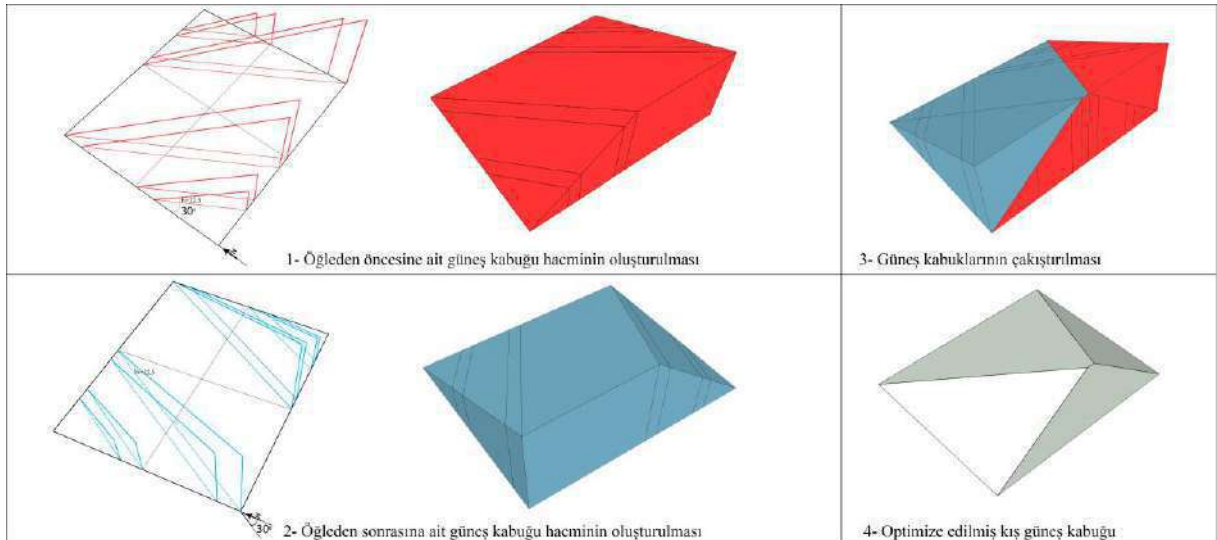 30°
1- Öğleden öncesine ait güneş kabuğu hacminin oluşturulması
3- Güneş kabuklarının çakıştırılması
30°
2- Öğleden sonrasına ait güneş kabuğu hacminin oluşturulması
4- Optimize edilmiş kış güneş kabuğu